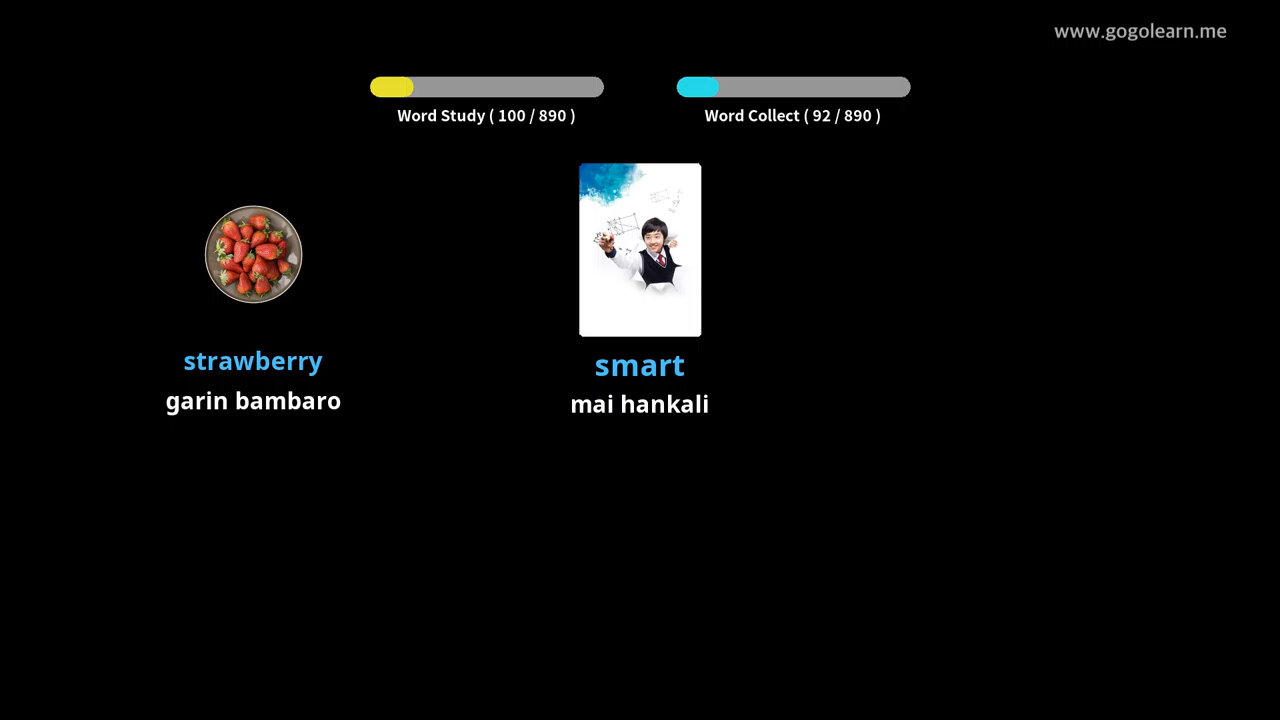 www.gogolearn.me
Word Study ( 100 / 890 )
Word Collect ( 92 / 890 )
strawberry
garin bambaro
smart
mai hankali